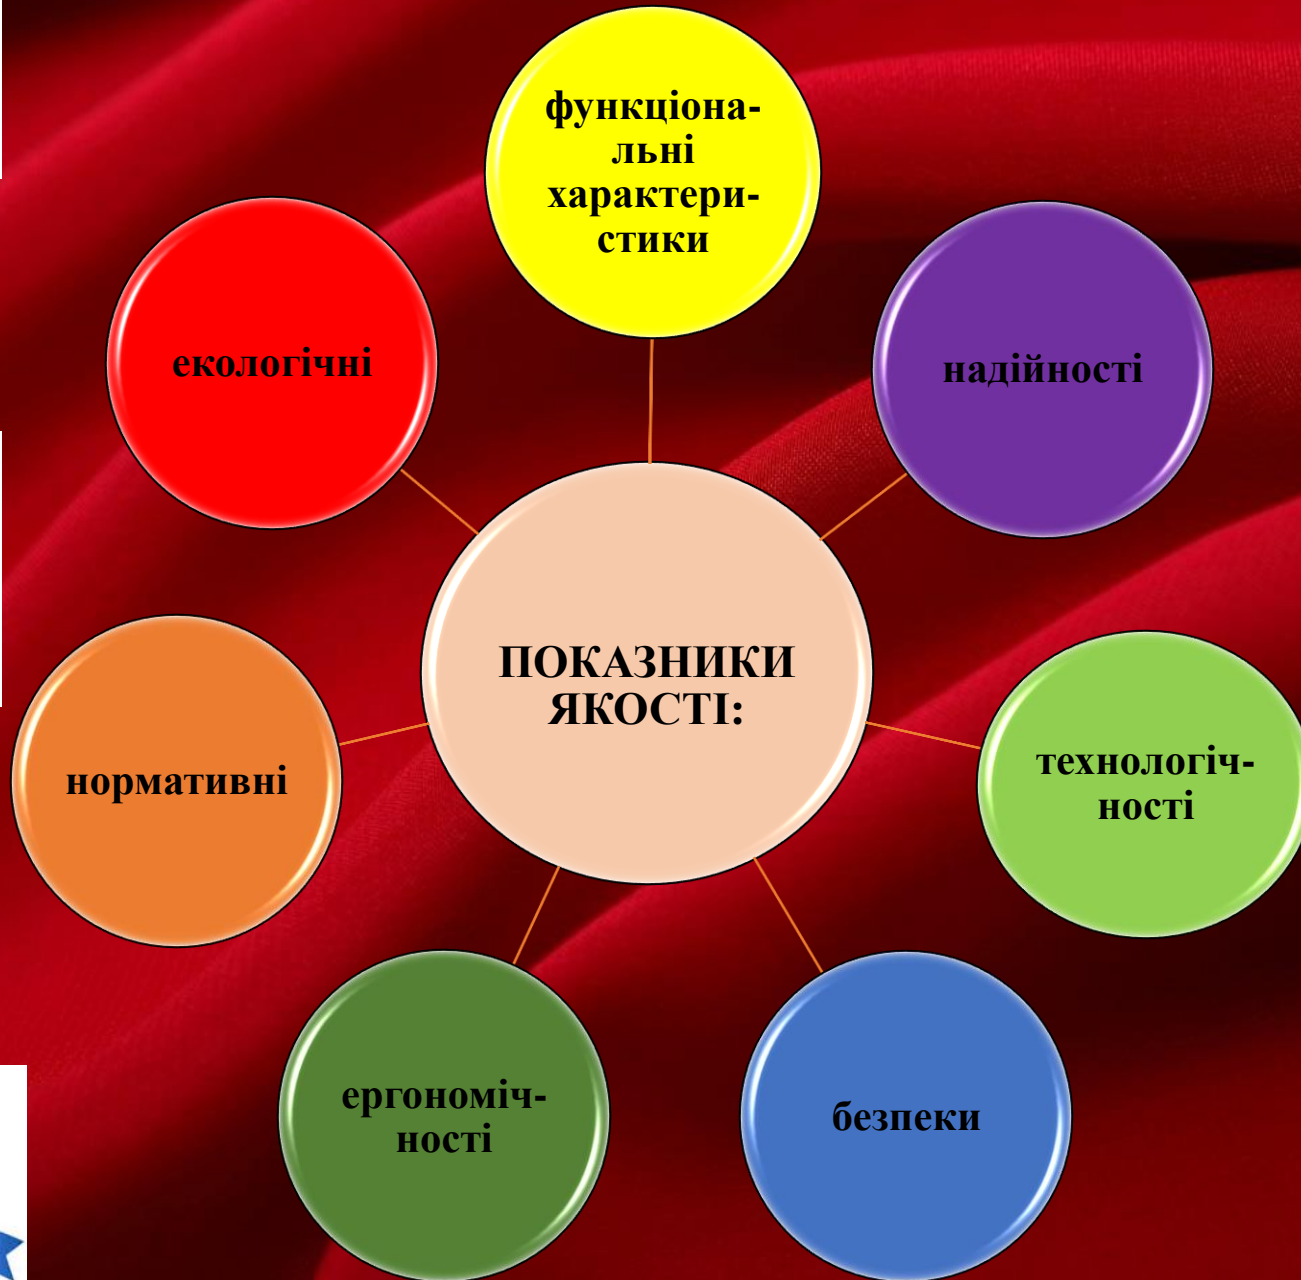 функціона-
льні
характери-
стики
екологічні
надійності
ПОКАЗНИКИ
ЯКОСТІ:
технологіч-
ності
нормативні
ергономіч-
ності
безпеки